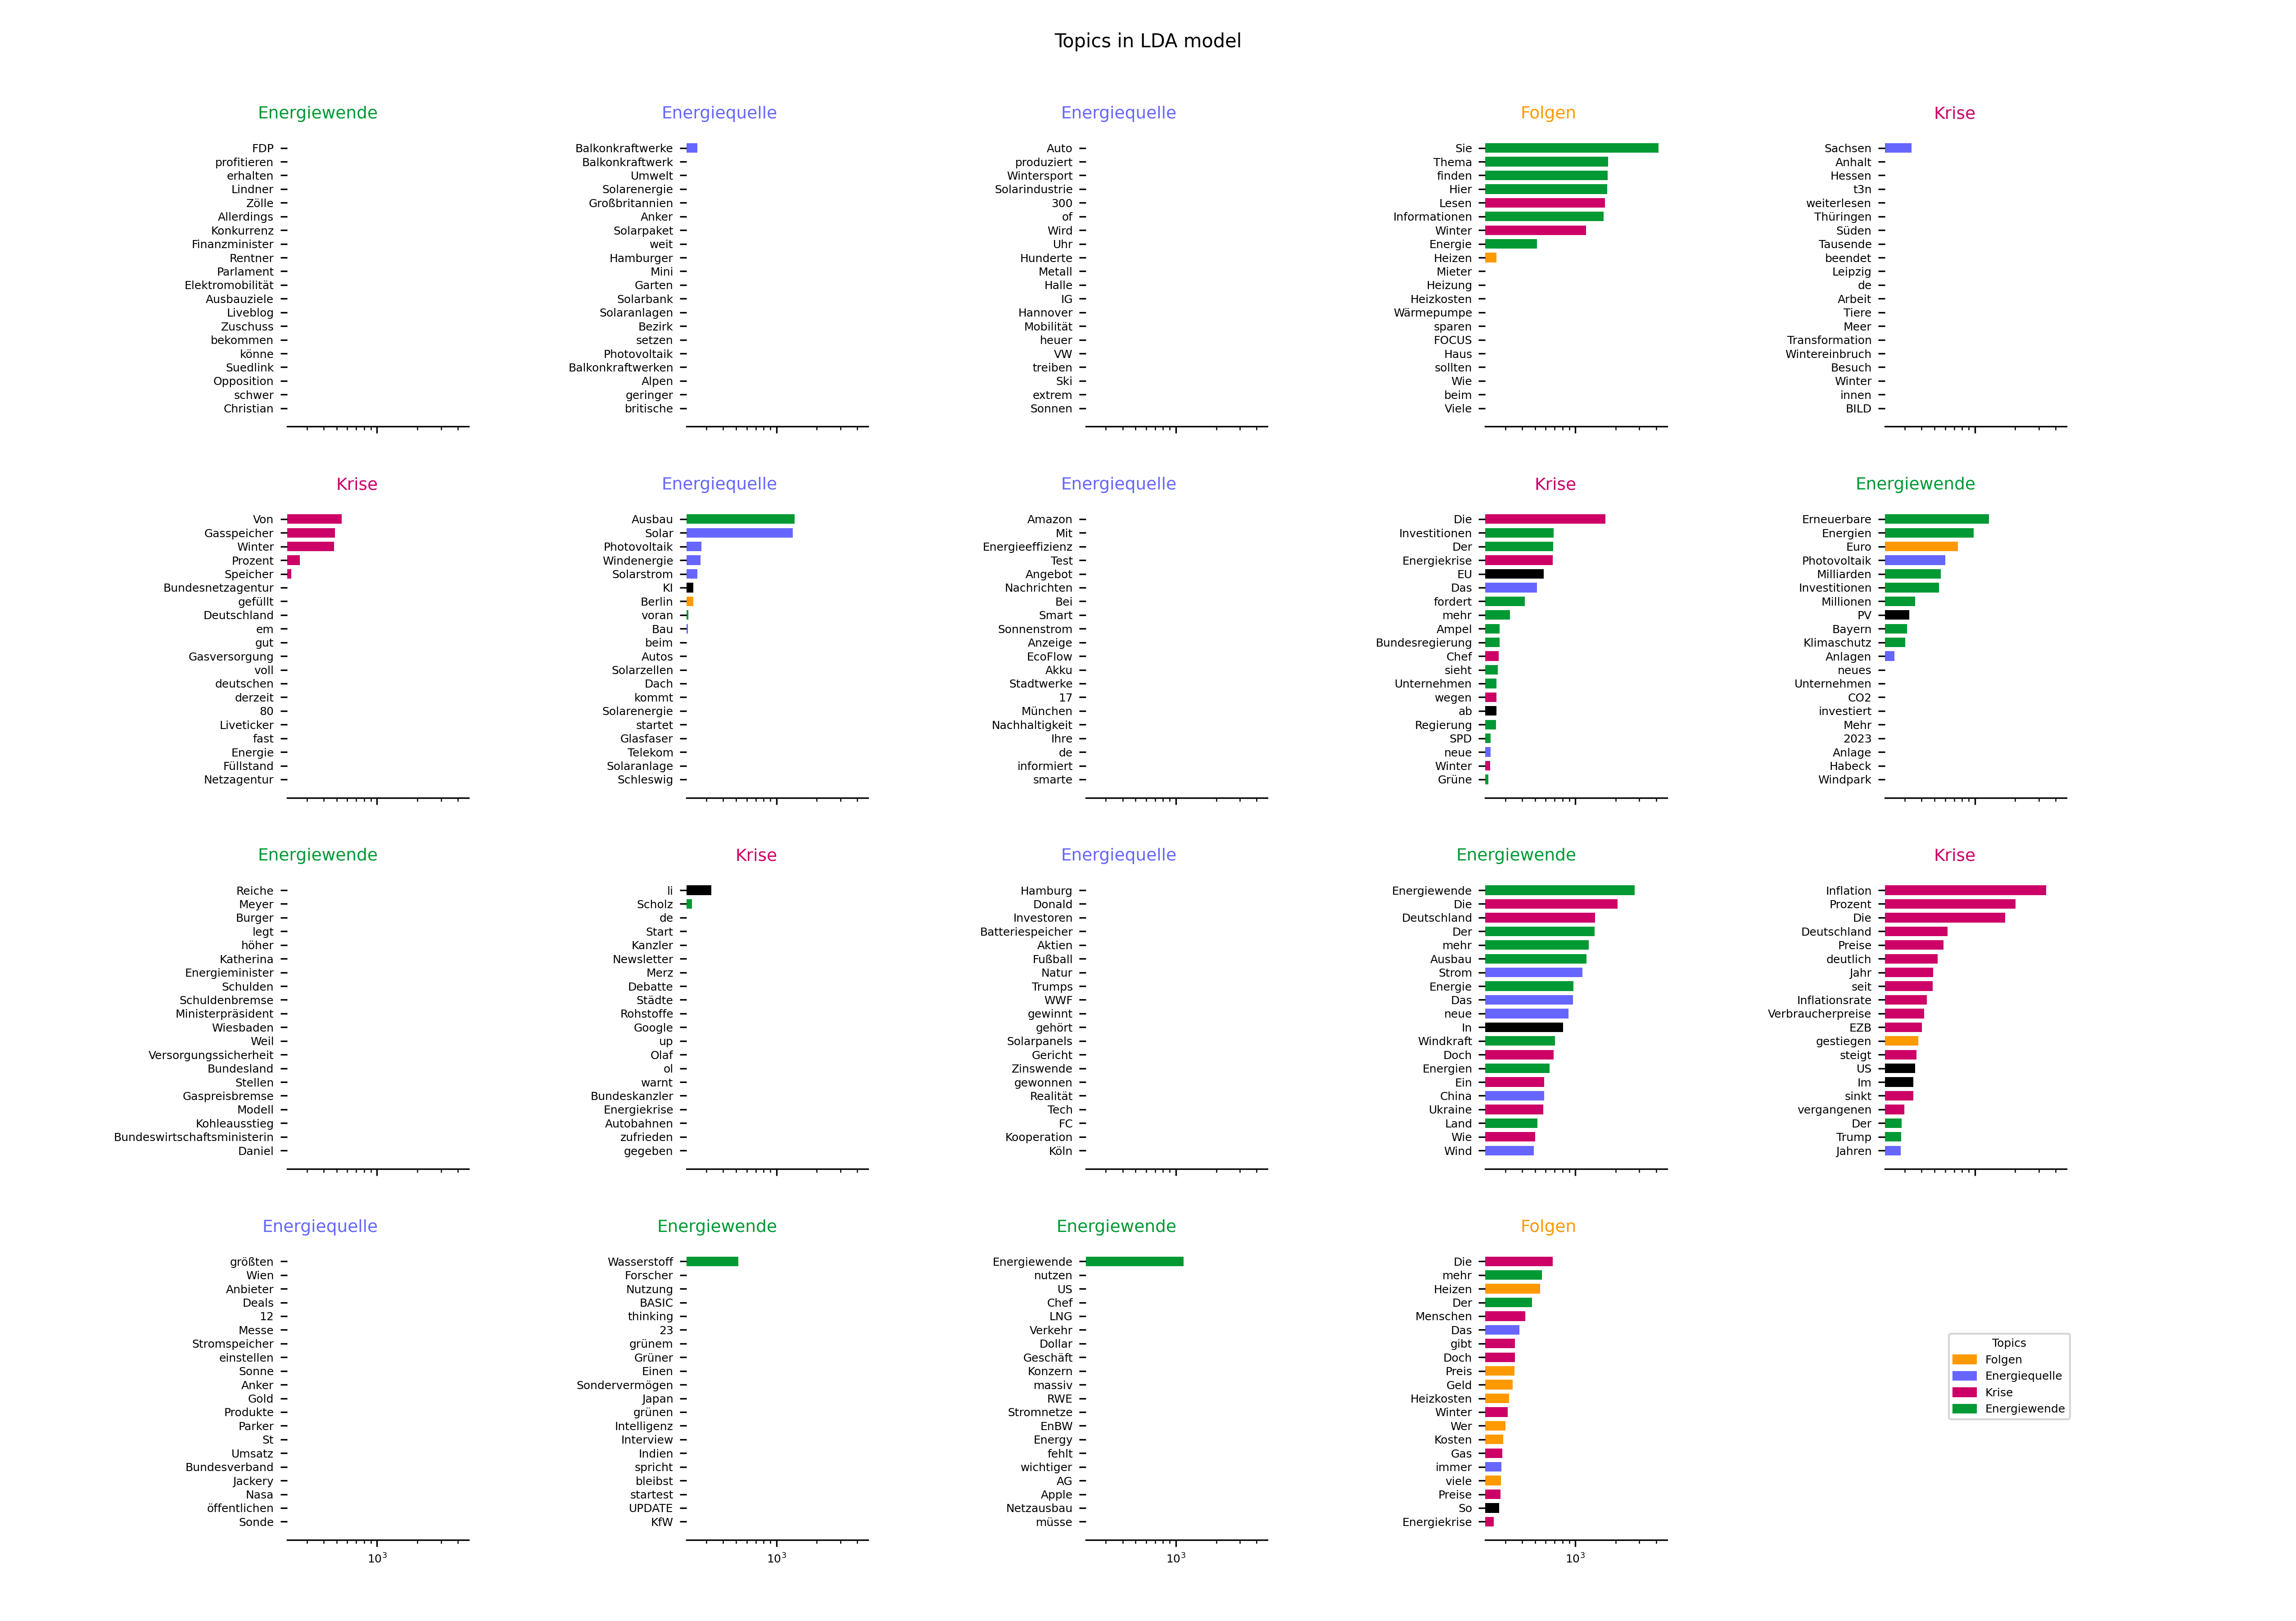 Topics in LDA model
Energiewende
FDP
profitieren
erhalten
Lindner
Zölle
Allerdings
Konkurrenz
Finanzminister
Rentner
Parlament
Elektromobilität
Ausbauziele
Liveblog
Zuschuss
bekommen
könne
Suedlink
Opposition
schwer
Christian
Energiequelle
Balkonkraftwerke
Balkonkraftwerk
Umwelt
Solarenergie
Großbritannien
Anker
Solarpaket
weit
Hamburger
Mini
Garten
Solarbank
Solaranlagen
Bezirk
setzen
Photovoltaik
Balkonkraftwerken
Alpen
geringer
britische
Energiequelle
Auto
produziert
Wintersport
Solarindustrie
300
of
Wird
Uhr
Hunderte
Metall
Halle
IG
Hannover
Mobilität
heuer
VW
treiben
Ski
extrem
Sonnen
Folgen
Sie
Thema
finden
Hier
Lesen
Informationen
Winter
Energie
Heizen
Mieter
Heizung
Heizkosten
Wärmepumpe
sparen
FOCUS
Haus
sollten
Wie
beim
Viele
Krise
Sachsen
Anhalt
Hessen
t3n
weiterlesen
Thüringen
Süden
Tausende
beendet
Leipzig
de
Arbeit
Tiere
Meer
Transformation
Wintereinbruch
Besuch
Winter
innen
BILD
Krise
Von
Gasspeicher
Winter
Prozent
Speicher
Bundesnetzagentur
gefüllt
Deutschland
em
gut
Gasversorgung
voll
deutschen
derzeit
80
Liveticker
fast
Energie
Füllstand
Netzagentur
Energiequelle
Ausbau
Solar
Photovoltaik
Windenergie
Solarstrom
KI
Berlin
voran
Bau
beim
Autos
Solarzellen
Dach
kommt
Solarenergie
startet
Glasfaser
Telekom
Solaranlage
Schleswig
Energiequelle
Amazon
Mit
Energieeffizienz
Test
Angebot
Nachrichten
Bei
Smart
Sonnenstrom
Anzeige
EcoFlow
Akku
Stadtwerke
17
München
Nachhaltigkeit
Ihre
de
informiert
smarte
Krise
Die
Investitionen
Der
Energiekrise
EU
Das
fordert
mehr
Ampel
Bundesregierung
Chef
sieht
Unternehmen
wegen
ab
Regierung
SPD
neue
Winter
Grüne
Energiewende
Erneuerbare
Energien
Euro
Photovoltaik
Milliarden
Investitionen
Millionen
PV
Bayern
Klimaschutz
Anlagen
neues
Unternehmen
CO2
investiert
Mehr
2023
Anlage
Habeck
Windpark
Energiewende
Reiche
Meyer
Burger
legt
höher
Katherina
Energieminister
Schulden
Schuldenbremse
Ministerpräsident
Wiesbaden
Weil
Versorgungssicherheit
Bundesland
Stellen
Gaspreisbremse
Modell
Kohleausstieg
Bundeswirtschaftsministerin
Daniel
Krise
li
Scholz
de
Start
Kanzler
Newsletter
Merz
Debatte
Städte
Rohstoffe
Google
up
Olaf
ol
warnt
Bundeskanzler
Energiekrise
Autobahnen
zufrieden
gegeben
Energiequelle
Hamburg
Donald
Investoren
Batteriespeicher
Aktien
Fußball
Natur
Trumps
WWF
gewinnt
gehört
Solarpanels
Gericht
Zinswende
gewonnen
Realität
Tech
FC
Kooperation
Köln
Energiewende
Energiewende
Die
Deutschland
Der
mehr
Ausbau
Strom
Energie
Das
neue
In
Windkraft
Doch
Energien
Ein
China
Ukraine
Land
Wie
Wind
Krise
Inflation
Prozent
Die
Deutschland
Preise
deutlich
Jahr
seit
Inflationsrate
Verbraucherpreise
EZB
gestiegen
steigt
US
Im
sinkt
vergangenen
Der
Trump
Jahren
Energiequelle
größten
Wien
Anbieter
Deals
12
Messe
Stromspeicher
einstellen
Sonne
Anker
Gold
Produkte
Parker
St
Umsatz
Bundesverband
Jackery
Nasa
öffentlichen
Sonde
10³
Energiewende
Wasserstoff
Forscher
Nutzung
BASIC
thinking
23
grünem
Grüner
Einen
Sondervermögen
Japan
grünen
Intelligenz
Interview
Indien
spricht
bleibst
startest
UPDATE
KfW
10³
Energiewende
Energiewende
nutzen
US
Chef
LNG
Verkehr
Dollar
Geschäft
Konzern
massiv
RWE
Stromnetze
EnBW
Energy
fehlt
wichtiger
AG
Apple
Netzausbau
müsse
10³
Folgen
Die
mehr
Heizen
Der
Menschen
Das
gibt
Doch
Preis
Geld
Heizkosten
Winter
Wer
Kosten
Gas
immer
viele
Preise
So
Energiekrise
10³
Topics
Folgen
Energiequelle
Krise
Energiewende